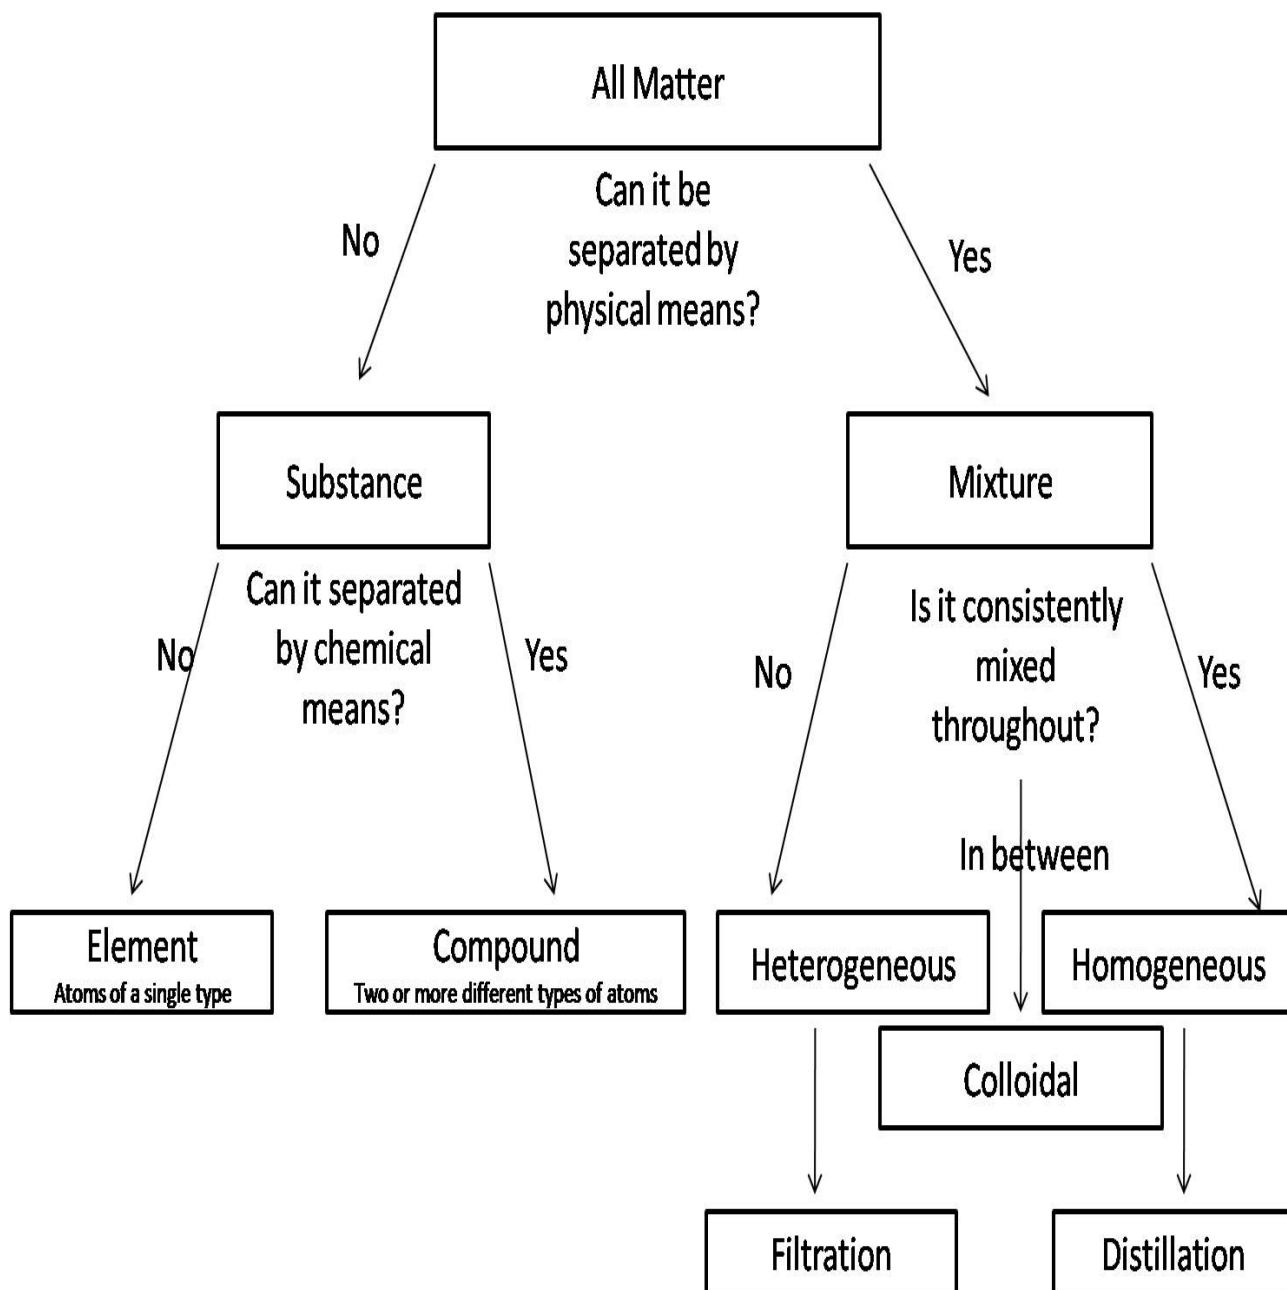 All Matter
Can it be
separated by
physical means?
No
Yes
Substance
Mixture
Can it separated
by chemical
means?
No
Yes
Is it consistently
mixed
throughout?
No
Yes
In between
Element
Atoms of a single type
Compound
Two or more different types of atoms
Heterogeneous
Homogeneous
Colloidal
Filtration
Distillation